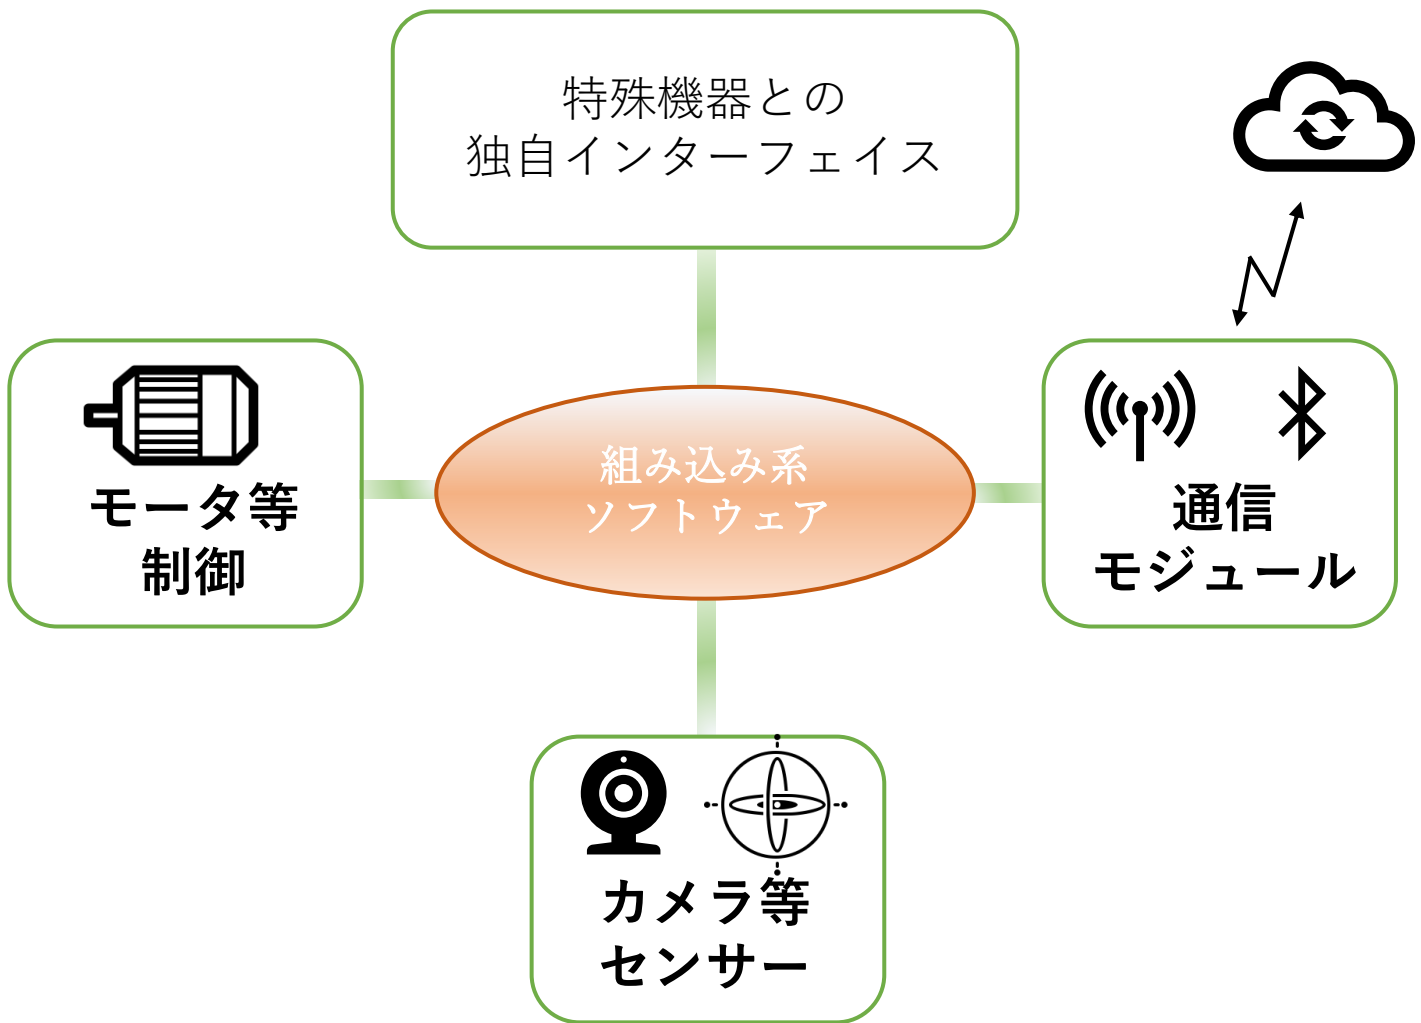 特殊機器との
独自インターフェイス
モータ等
制御
組み込み系
ソフトウェア
通信
モジュール
カメラ等
センサー